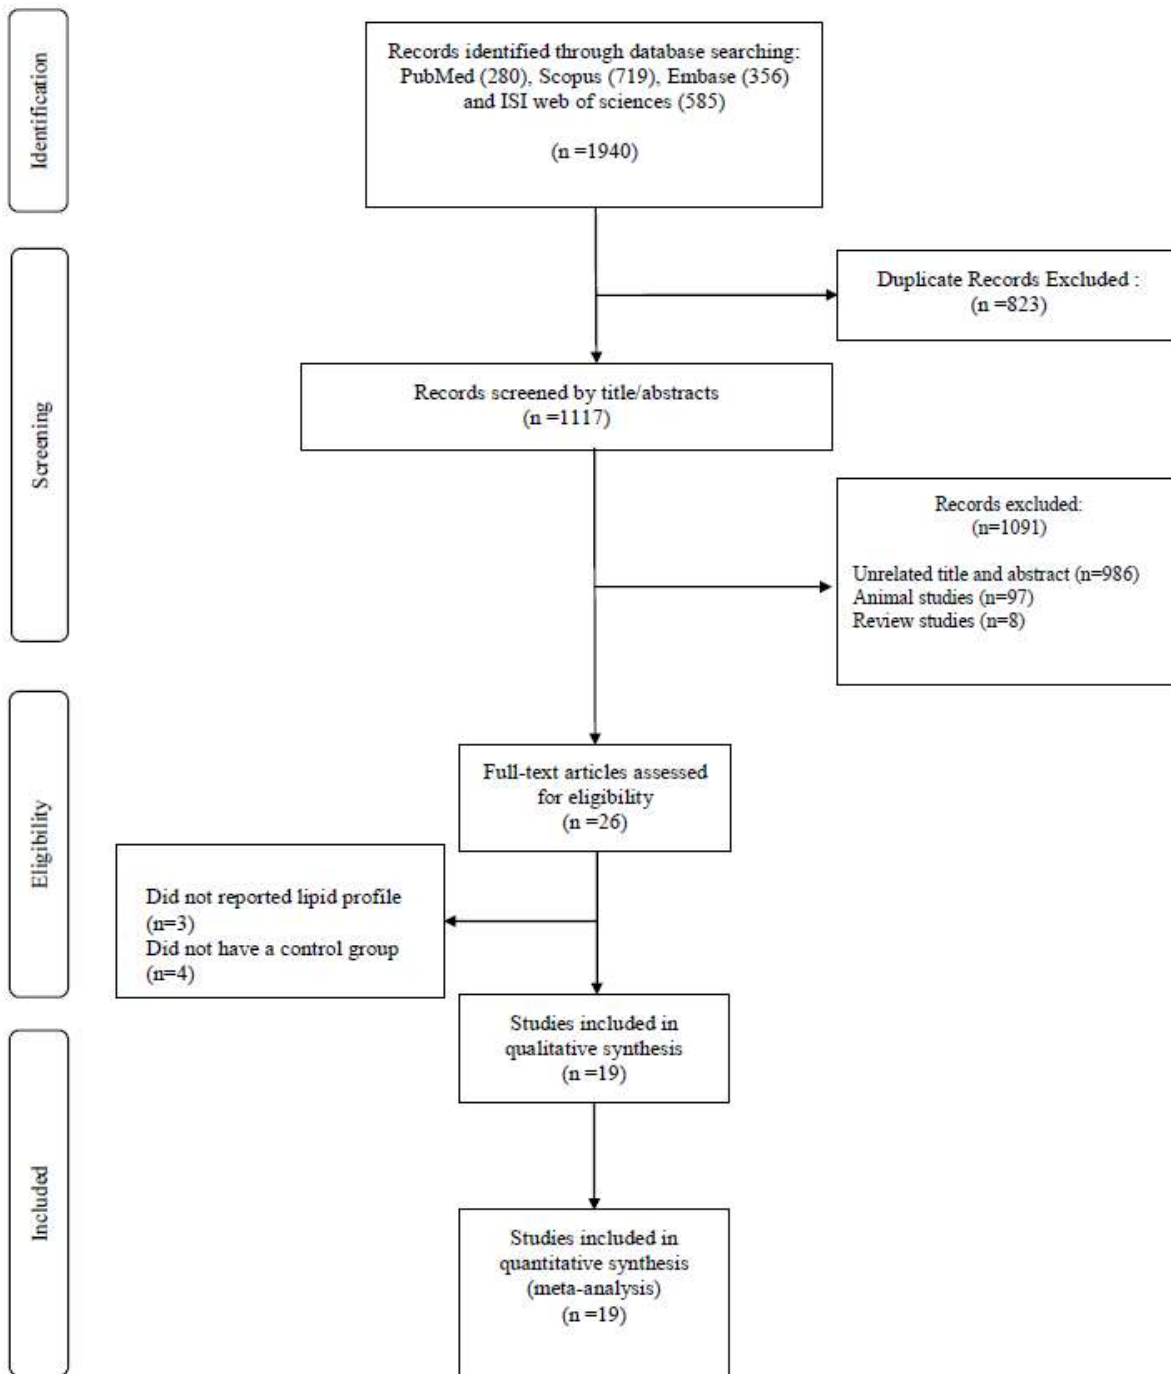 Identification
Records identified through database searching:
PubMed (280), Scopus (719), Embase (356)
and ISI web of sciences (585)
(n =1940)
Screening
Duplicate Records Excluded :
(n =823)
Records screened by title/abstracts
(n =1117)
Records excluded:
(n=1091)
Unrelated title and abstract (n=986)
Animal studies (n=97)
Review studies (n=8)
Eligibility
Full-text articles assessed
for eligibility
(n =26)
Did not reported lipid profile
(n=3)
Did not have a control group
(n=4)
Studies included in
qualitative synthesis
(n =19)
Included
Studies included in
quantitative synthesis
(meta-analysis)
(n =19)